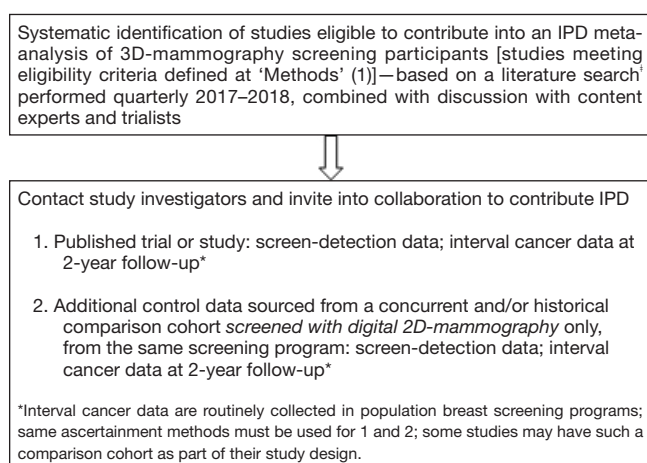 Systematic identification of studies eligible to contribute into an IPD meta-
analysis of 3D-mammography screening participants [studies meeting
eligibility criteria defined at ‘Methods’ (1)]—based on a literature search‡
performed quarterly 2017–2018, combined with discussion with content
experts and trialists
Contact study investigators and invite into collaboration to contribute IPD
1. Published trial or study: screen-detection data; interval cancer data at
2-year follow-up*
2. Additional control data sourced from a concurrent and/or historical
comparison cohort screened with digital 2D-mammography only,
from the same screening program: screen-detection data; interval
cancer data at 2-year follow-up*
*Interval cancer data are routinely collected in population breast screening programs;
same ascertainment methods must be used for 1 and 2; some studies may have such a
comparison cohort as part of their study design.